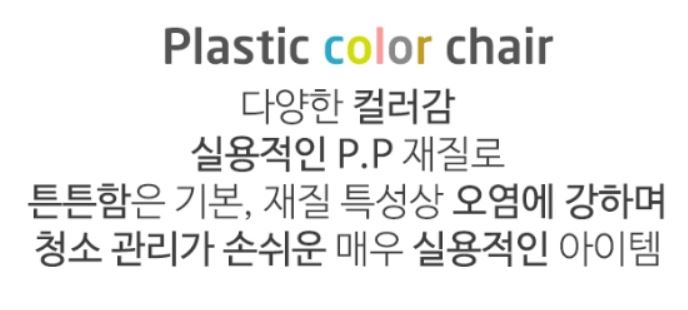 Plastic color chair
다양한 컬러감
실용적인 P.P 재질로
튼튼함은 기본, 재질 특성상 오염에 강하며
청소 관리가 손쉬운 매우 실용적인 아이템